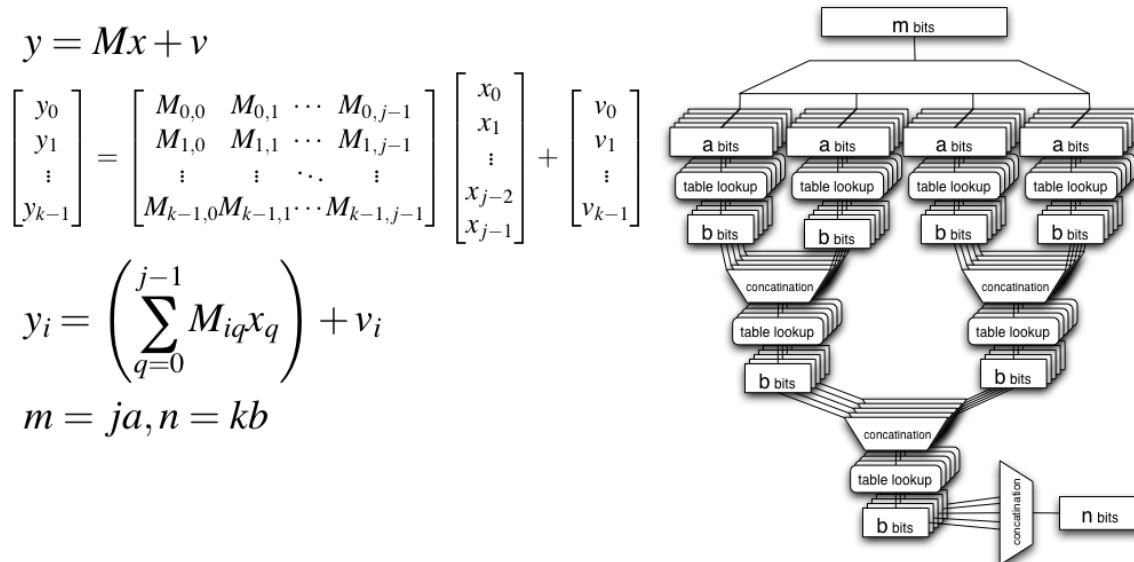 y = Mx + v
[y_0 y_1 ⋮ y_{k-1}] = [M_{0,0} M_{0,1} ⋯ M_{0,j-1}; M_{1,0} M_{1,1} ⋯ M_{1,j-1}; ⋮ ⋮ ⋱ ⋮; M_{k-1,0} M_{k-1,1} ⋯ M_{k-1,j-1}] [x_0 x_1 ⋮ x_{j-2} x_{j-1}] + [v_0 v_1 ⋮ v_{k-1}]
y_i = (∑_{q=0}^{j-1} M_{iq} x_q) + v_i
m = ja, n = kb
m bits
a bits a bits a bits a bits
table lookup table lookup table lookup table lookup
b bits b bits b bits b bits
concatination concatination
table lookup table lookup
b bits b bits
concatination
table lookup
b bits
concatination
n bits